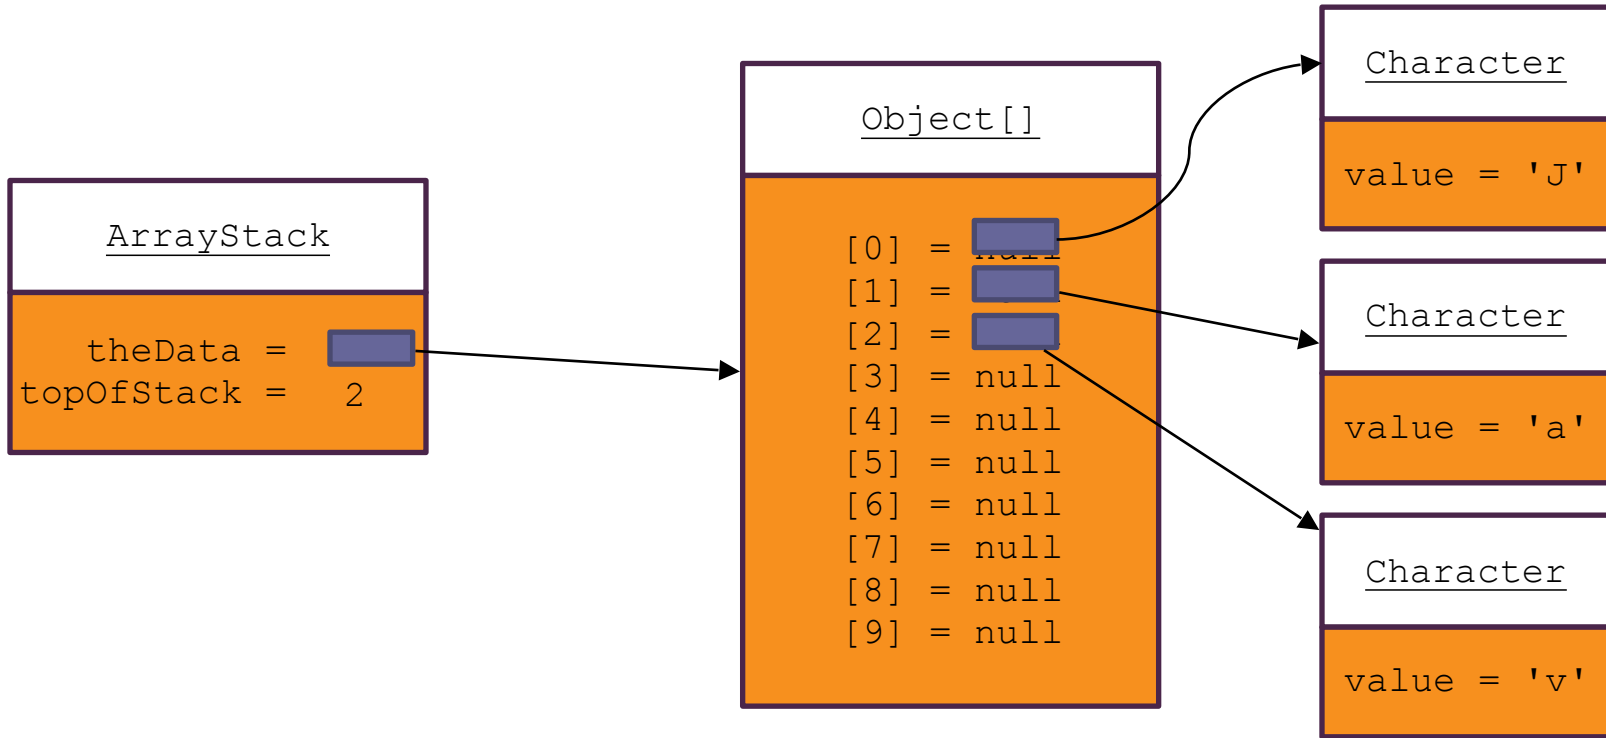 ArrayStack
theData =
topOfStack = 2
Object[]
[0] = null
[1] =
[2] =
[3] = null
[4] = null
[5] = null
[6] = null
[7] = null
[8] = null
[9] = null
Character
value = 'J'
Character
value = 'a'
Character
value = 'v'